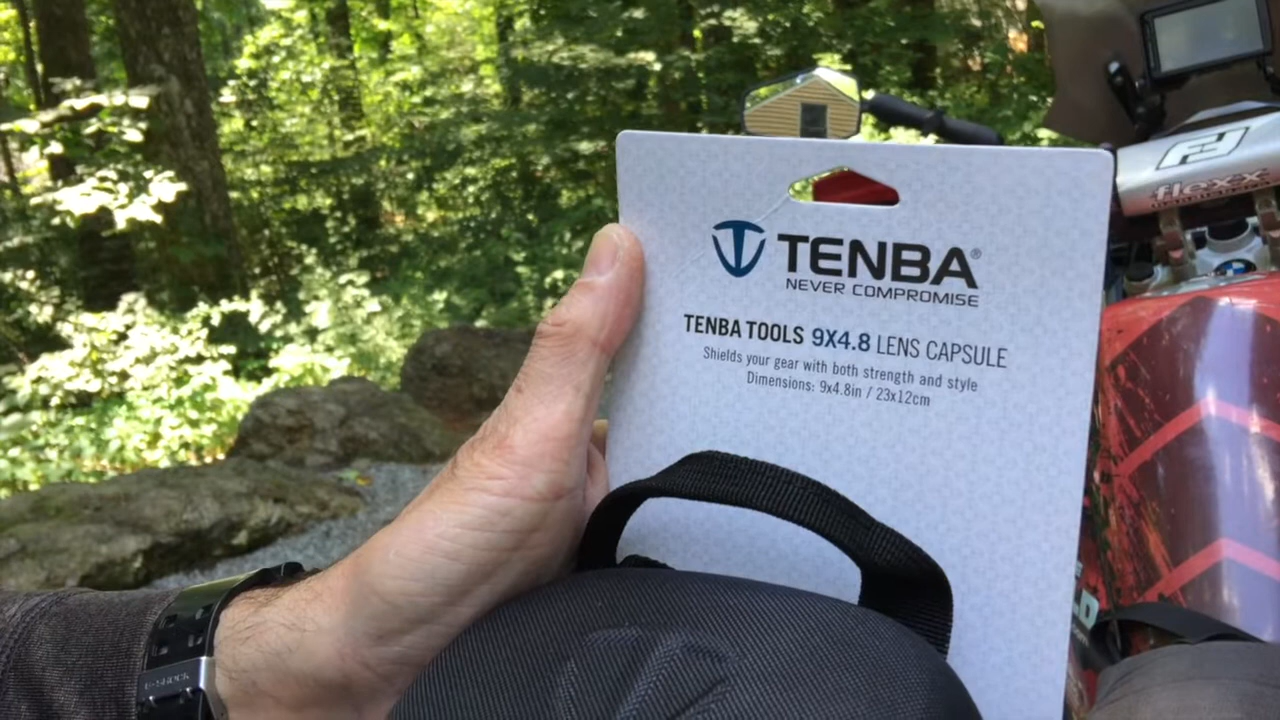 TENBA®
NEVER COMPROMISE
TENBA TOOLS 9X4.8 LENS CAPSULE
Shields your gear with both strength and style
Dimensions: 9x4.8in / 23x12cm
flexx
G-SHOCK